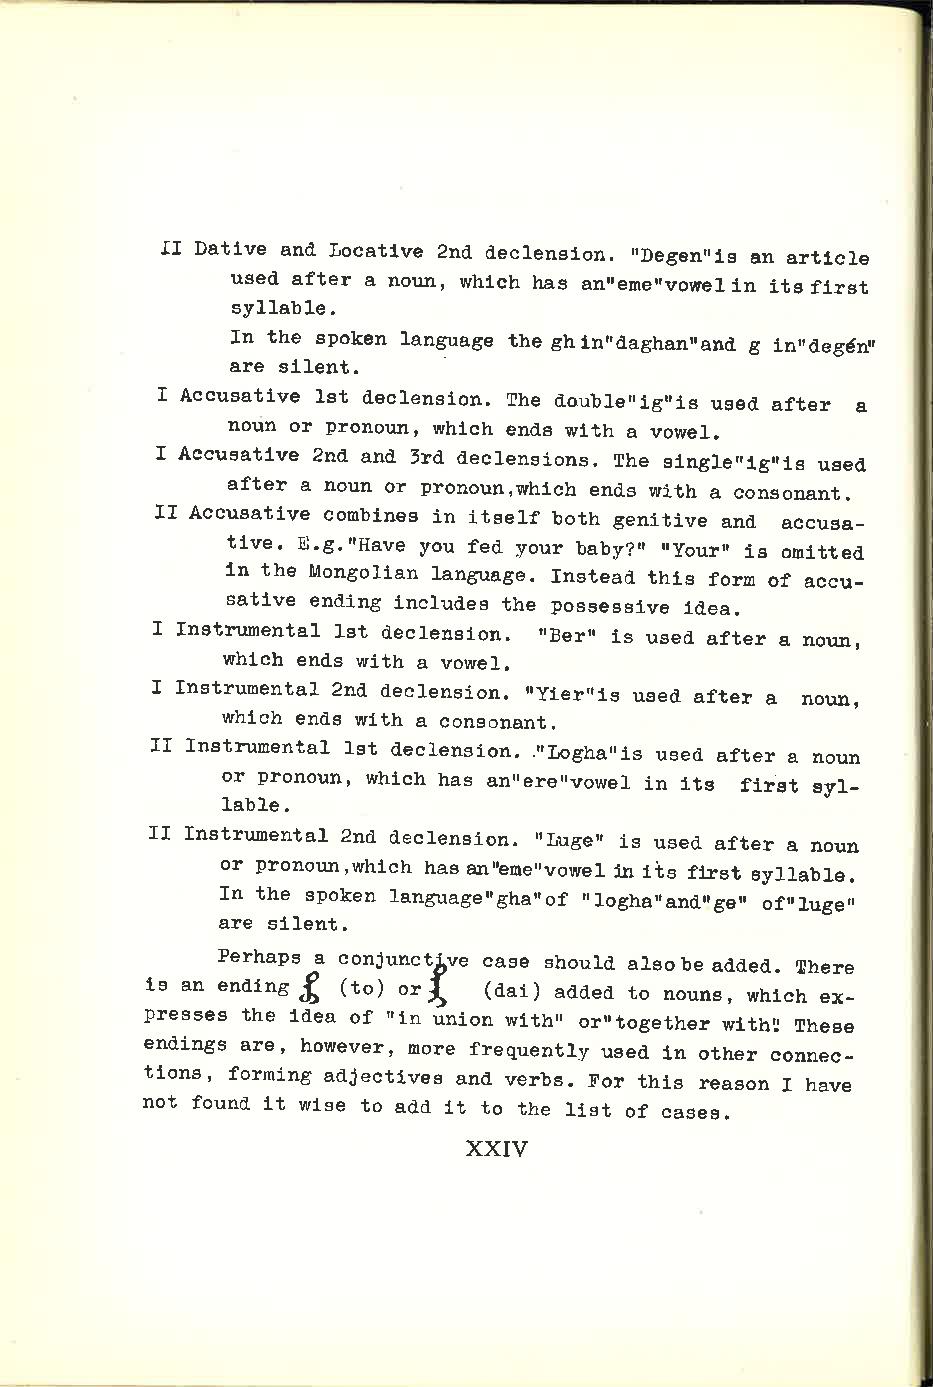 II Dative and Locative 2nd declension. "Degen"is an article
used after a noun, which has an"eme"vowel in its first
syllable.
In the spoken language the gh in"daghan"and g in"degén"
are silent.
I Accusative 1st declension. The double"ig"is used after a
noun or pronoun, which ends with a vowel.
I Accusative 2nd and 3rd declensions. The single"ig"is used
after a noun or pronoun,which ends with a consonant.
II Accusative combines in itself both genitive and accusa-
tive. E.g."Have you fed your baby?" "Your" is omitted
in the Mongolian language. Instead this form of accu-
sative ending includes the possessive idea.
I Instrumental 1st declension. "Ber" is used after a noun,
which ends with a vowel.
I Instrumental 2nd declension. "Yier"is used after a noun,
which ends with a consonant.
II Instrumental 1st declension. ."Logha"is used after a noun
or pronoun, which has an"ere"vowel in its first syl-
lable.
II Instrumental 2nd declension. "Luge" is used after a noun
or pronoun,which has an"eme"vowel in its first syllable.
In the spoken language"gha"of "logha"and"ge" of"luge"
are silent.
Perhaps a conjunctive case should also be added. There
is an ending (to) or (dai) added to nouns, which ex-
presses the idea of "in union with" or"together with". These
endings are, however, more frequently used in other connec-
tions, forming adjectives and verbs. For this reason I have
not found it wise to add it to the list of cases.
XXIV